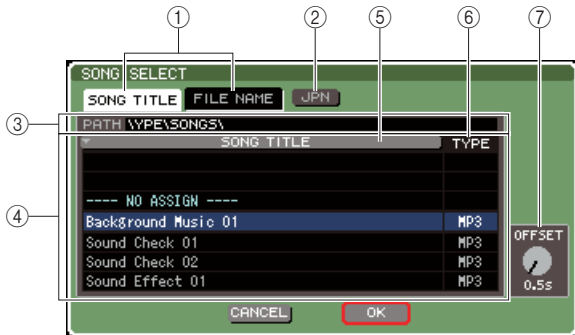 ① ② ⑤ ⑥ ⑦
SONG SELECT
SONG TITLE FILE NAME JPN
③ PATH \YPE\SONGS\
SONG TITLE TYPE
④ ---- NO ASSIGN ----
Background Music 01 MP3
Sound Check 01 MP3
Sound Check 02 MP3
Sound Effect 01 MP3
OFFSET
0.5s
CANCEL OK